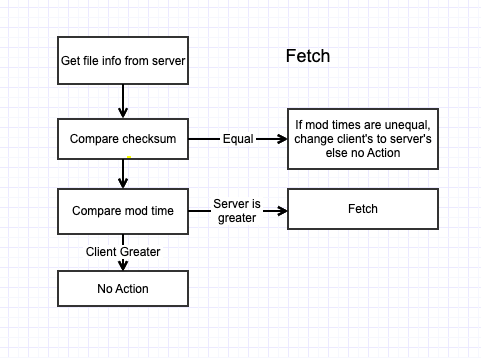 Fetch
Get file info from server
Compare checksum
Equal
If mod times are unequal,
change client's to server's
else no Action
Compare mod time
Server is
greater
Fetch
Client Greater
No Action